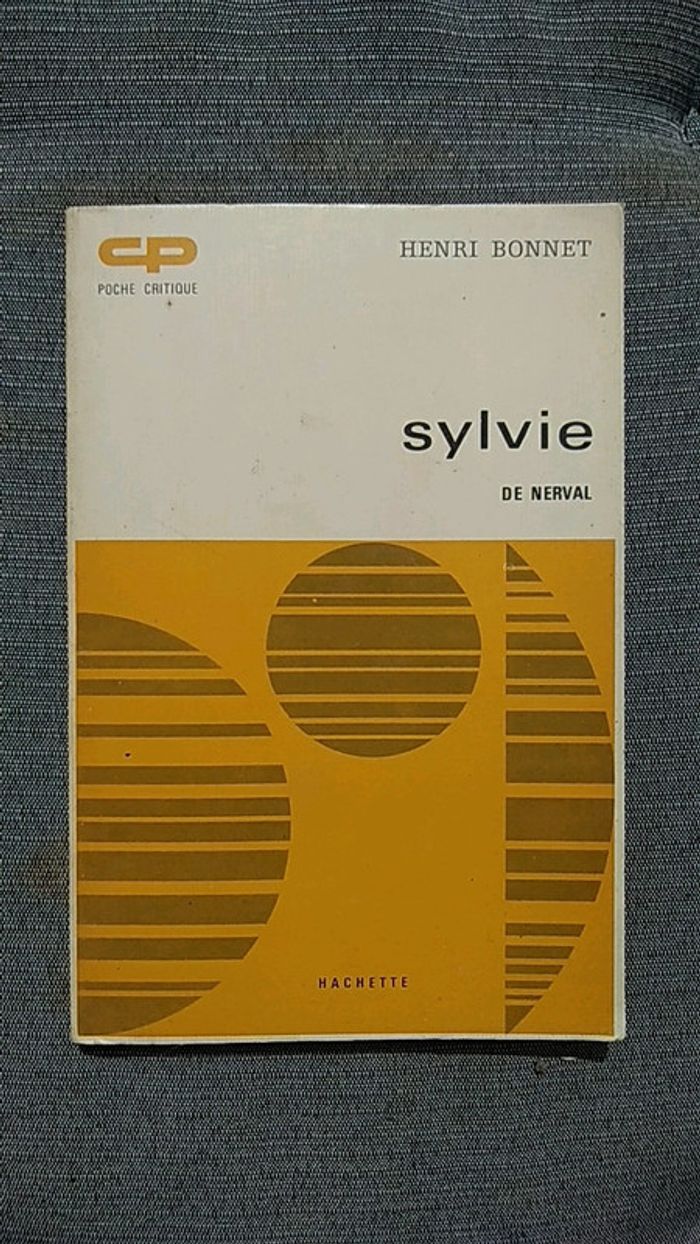 CP
POCHE CRITIQUE
HENRI BONNET
sylvie
DE NERVAL
HACHETTE